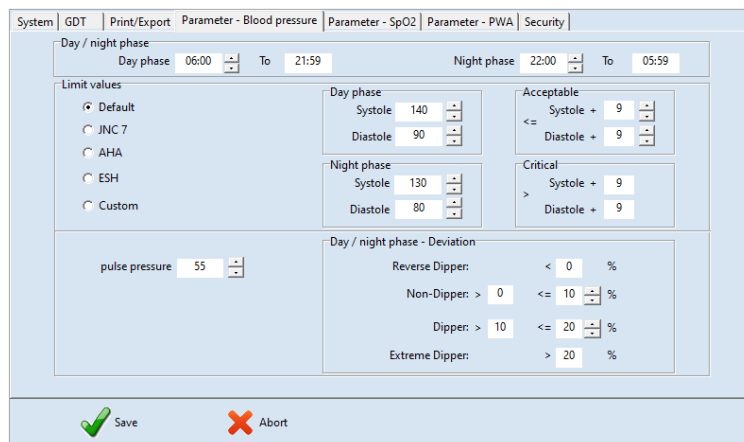 System GDT Print/Export Parameter - Blood pressure Parameter - SpO2 Parameter - PWA Security
Day / night phase
Day phase 06:00 To 21:59 Night phase 22:00 To 05:59
Limit values
Default
JNC 7
AHA
ESH
Custom
Day phase
Systole 140
Diastole 90
Acceptable
<=
Systole + 9
Diastole + 9
Night phase
Systole 130
Diastole 80
Critical
>
Systole + 9
Diastole + 9
pulse pressure 55
Day / night phase - Deviation
Reverse Dipper: < 0 %
Non-Dipper: > 0 <= 10 %
Dipper: > 10 <= 20 %
Extreme Dipper: > 20 %
Save Abort